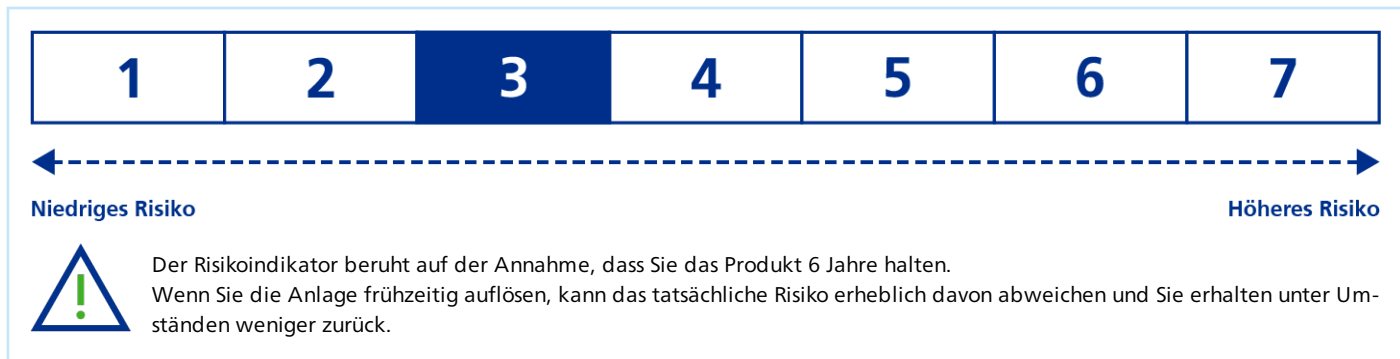 1 2 3 4 5 6 7
Niedriges Risiko Höheres Risiko
!
Der Risikoindikator beruht auf der Annahme, dass Sie das Produkt 6 Jahre halten.
Wenn Sie die Anlage frühzeitig auflösen, kann das tatsächliche Risiko erheblich davon abweichen und Sie erhalten unter Um-
ständen weniger zurück.